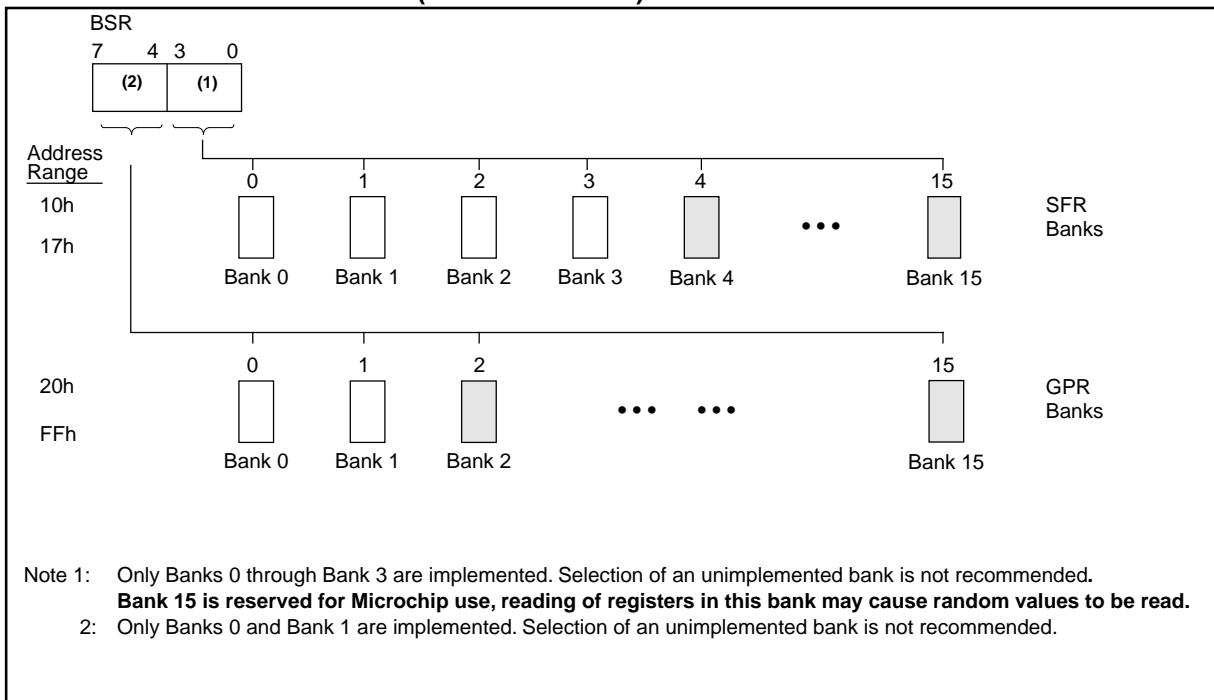 BSR
7 4 3 0
(2) (1)
Address
Range
0 1 2 3 4 15
10h
17h
SFR
Banks
Bank 0 Bank 1 Bank 2 Bank 3 Bank 4 Bank 15
0 1 2 15
20h
FFh
GPR
Banks
Bank 0 Bank 1 Bank 2 Bank 15
Note 1: Only Banks 0 through Bank 3 are implemented. Selection of an unimplemented bank is not recommended.
Bank 15 is reserved for Microchip use, reading of registers in this bank may cause random values to be read.
2: Only Banks 0 and Bank 1 are implemented. Selection of an unimplemented bank is not recommended.